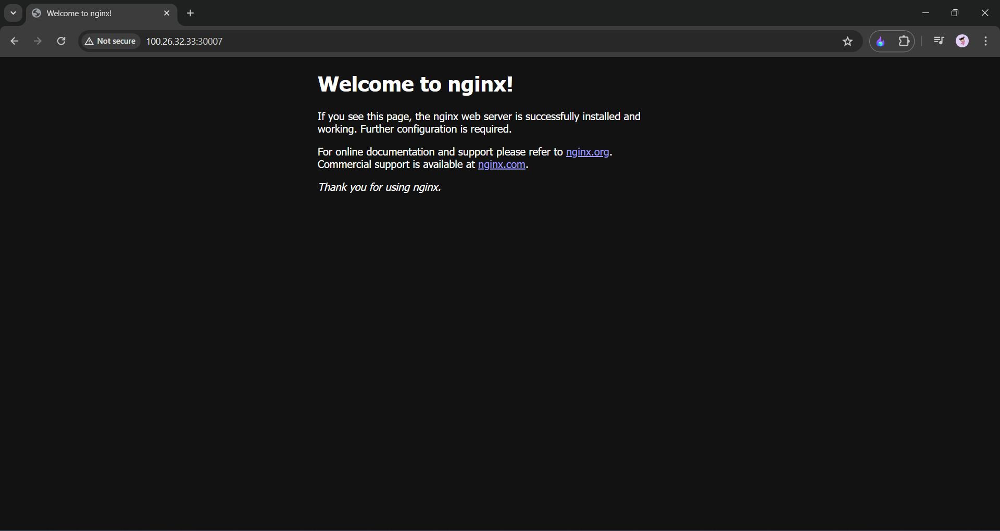 Welcome to nginx!
Not secure
100.26.32.33:30007
Welcome to nginx!
If you see this page, the nginx web server is successfully installed and
working. Further configuration is required.
For online documentation and support please refer to nginx.org.
Commercial support is available at nginx.com.
Thank you for using nginx.